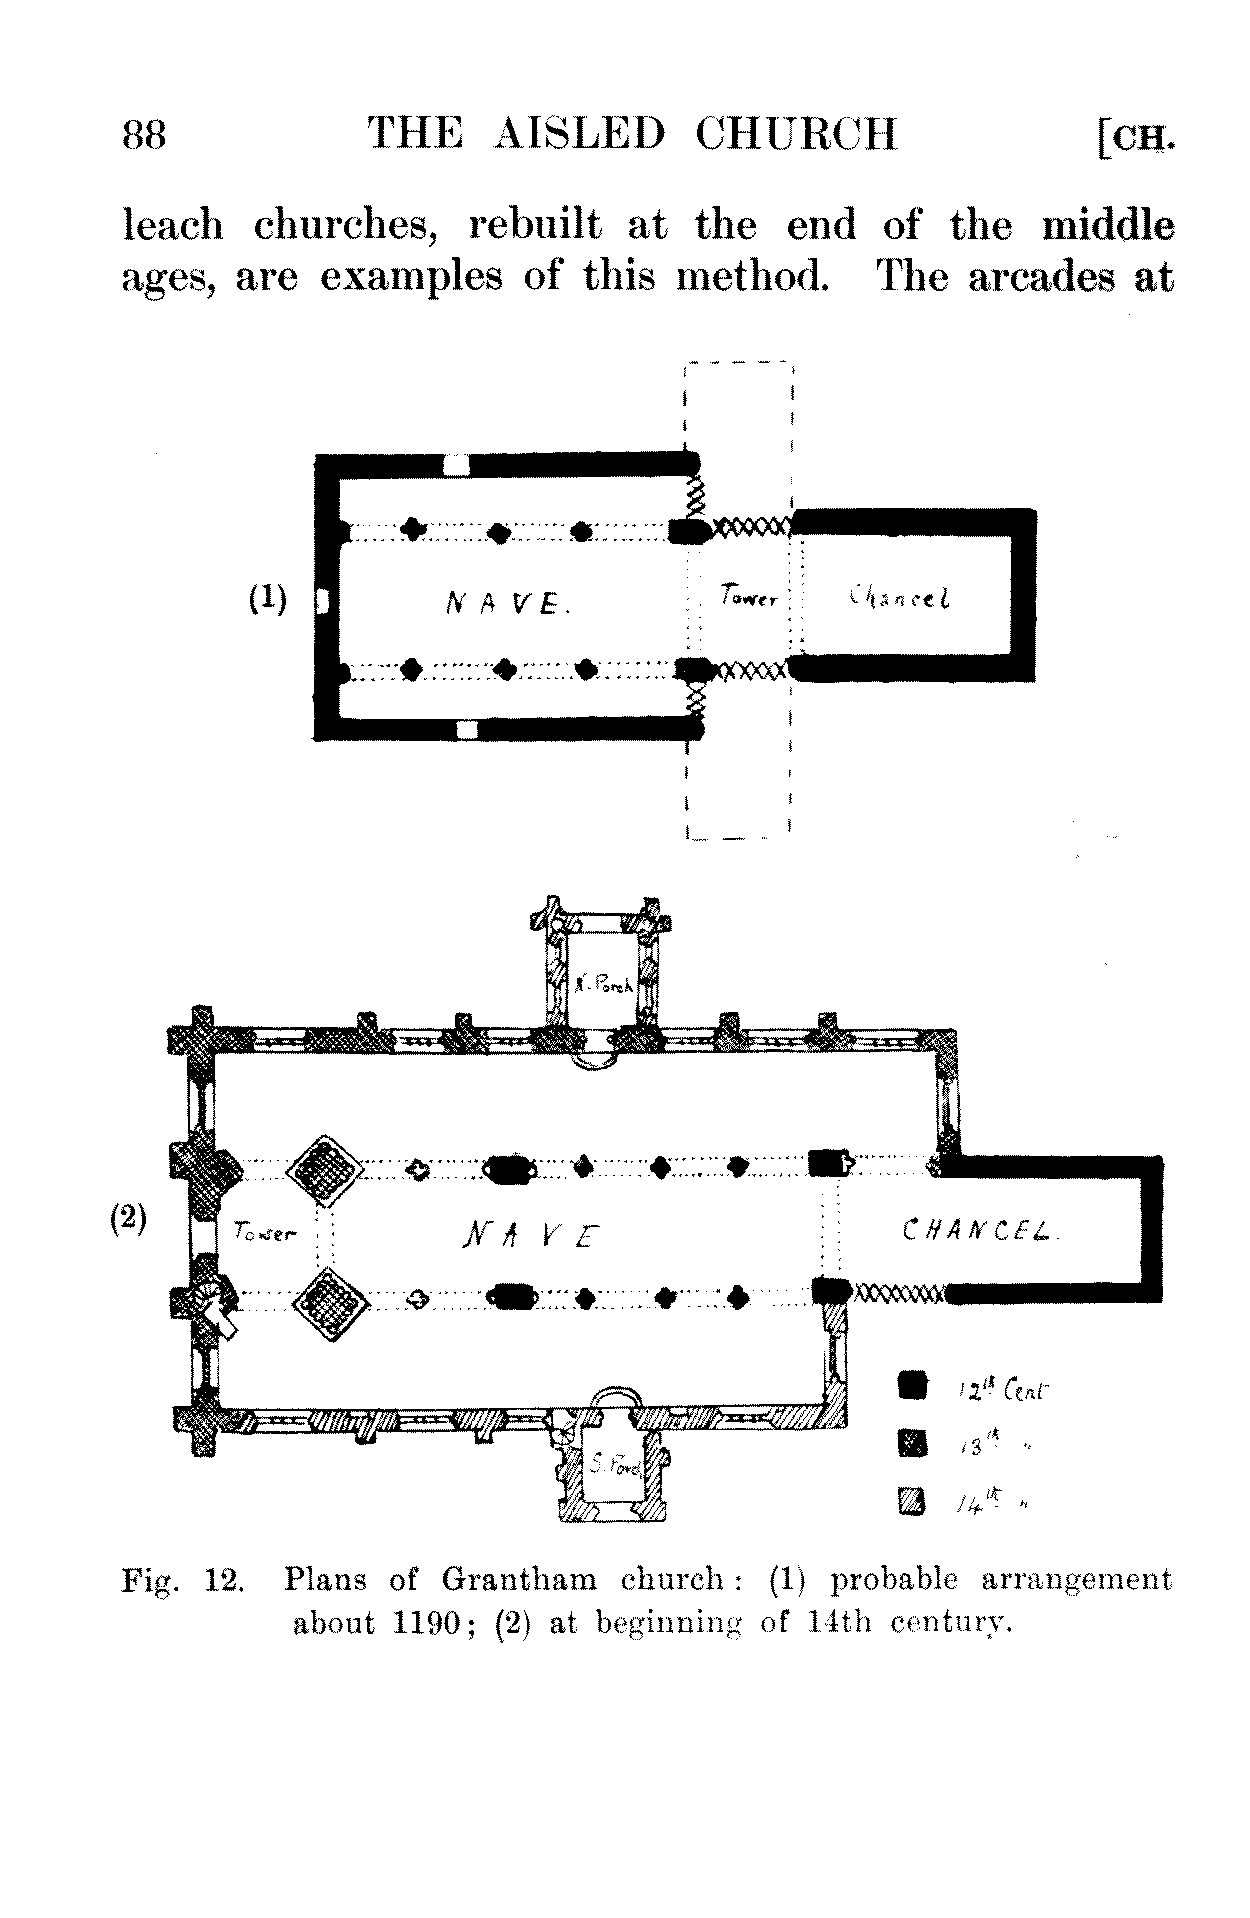 88 THE AISLED CHURCH [CH.
leach churches, rebuilt at the end of the middle
ages, are examples of this method. The arcades at
(1)
NAVE.
Tower
Chancel
N. Porch
(2)
Tower
NAVE
CHANCEL.
12th Cent
13th "
14th "
S. Porch
Fig. 12. Plans of Grantham church: (1) probable arrangement
about 1190; (2) at beginning of 14th century.